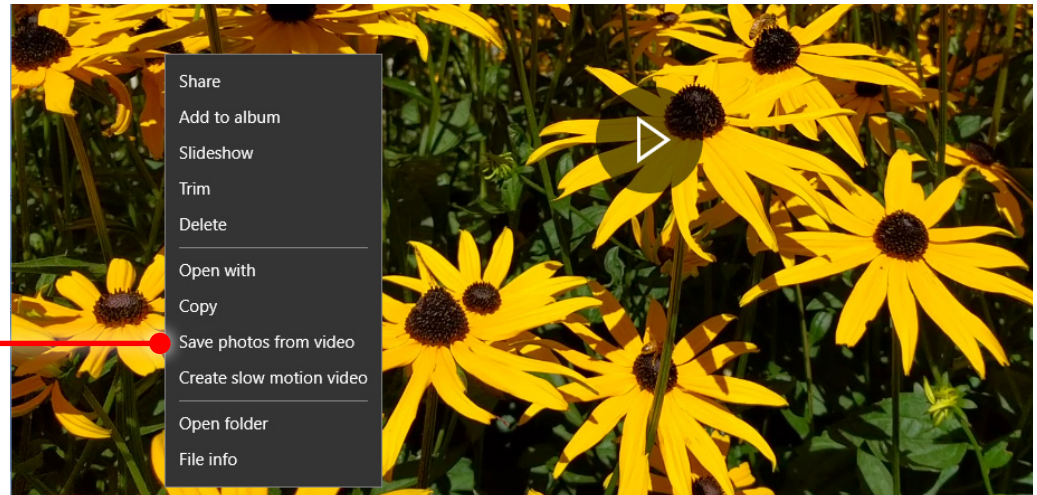 Share
Add to album
Slideshow
Trim
Delete
Open with
Copy
Save photos from video
Create slow motion video
Open folder
File info